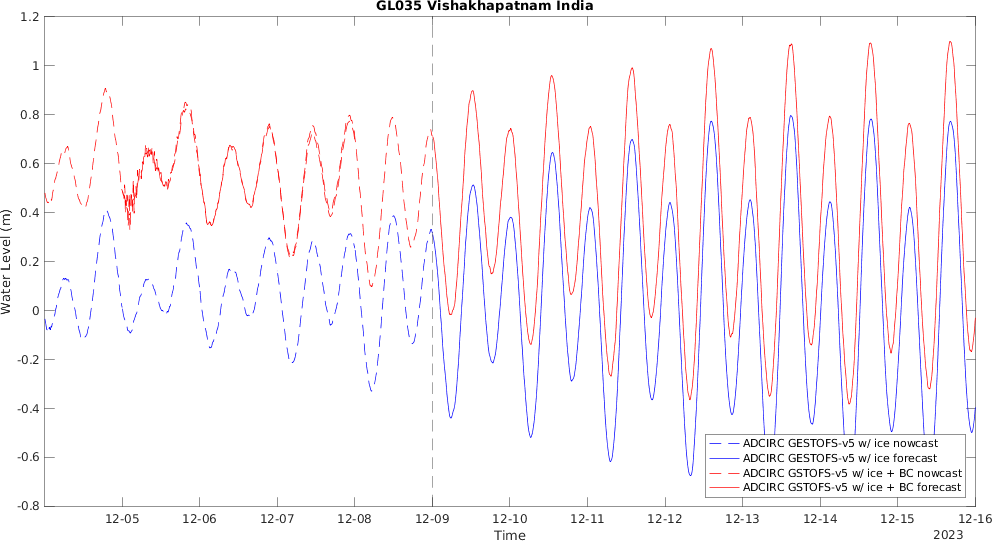 GL035 Vishakhapatnam India
1.2
1
0.8
0.6
0.4
0.2
0
-0.2
-0.4
-0.6
-0.8
Water Level (m)
ADCIRC GESTOFS-v5 w/ ice nowcast
ADCIRC GESTOFS-v5 w/ ice forecast
ADCIRC GSTOFS-v5 w/ ice + BC nowcast
ADCIRC GSTOFS-v5 w/ ice + BC forecast
12-05 12-06 12-07 12-08 12-09 12-10 12-11 12-12 12-13 12-14 12-15 12-16
Time
2023